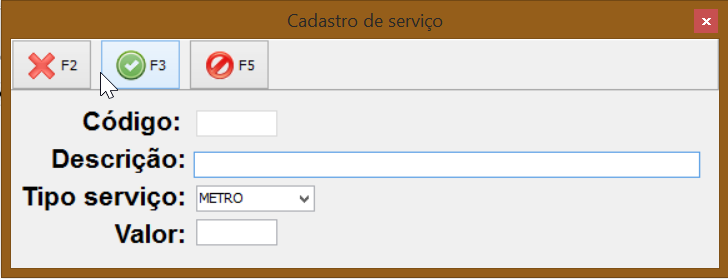 Cadastro de serviço
F2 F3 F5
Código:
Descrição:
Tipo serviço: METRO
Valor: